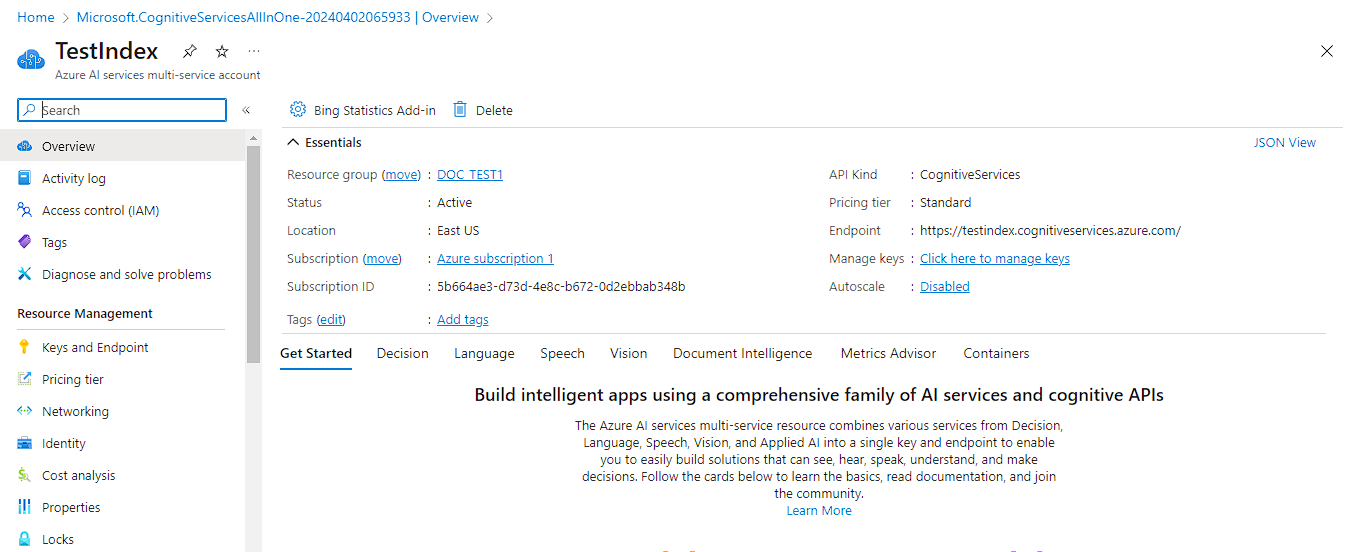 Home > Microsoft.CognitiveServicesAllInOne-20240402065933 | Overview >
TestIndex
Azure AI services multi-service account
Search
Overview
Activity log
Access control (IAM)
Tags
Diagnose and solve problems
Resource Management
Keys and Endpoint
Pricing tier
Networking
Identity
Cost analysis
Properties
Locks
Bing Statistics Add-in Delete
Essentials JSON View
Resource group (move) : DOC_TEST1
Status : Active
Location : East US
Subscription (move) : Azure subscription 1
Subscription ID : 5b664ae3-d73d-4e8c-b672-0d2ebbab348b
Tags (edit) : Add tags
API Kind : CognitiveServices
Pricing tier : Standard
Endpoint : https://testindex.cognitiveservices.azure.com/
Manage keys : Click here to manage keys
Autoscale : Disabled
Get Started Decision Language Speech Vision Document Intelligence Metrics Advisor Containers
Build intelligent apps using a comprehensive family of AI services and cognitive APIs
The Azure AI services multi-service resource combines various services from Decision,
Language, Speech, Vision, and Applied AI into a single key and endpoint to enable
you to easily build solutions that can see, hear, speak, understand, and make
decisions. Follow the cards below to learn the basics, read documentation, and join
the community.
Learn More